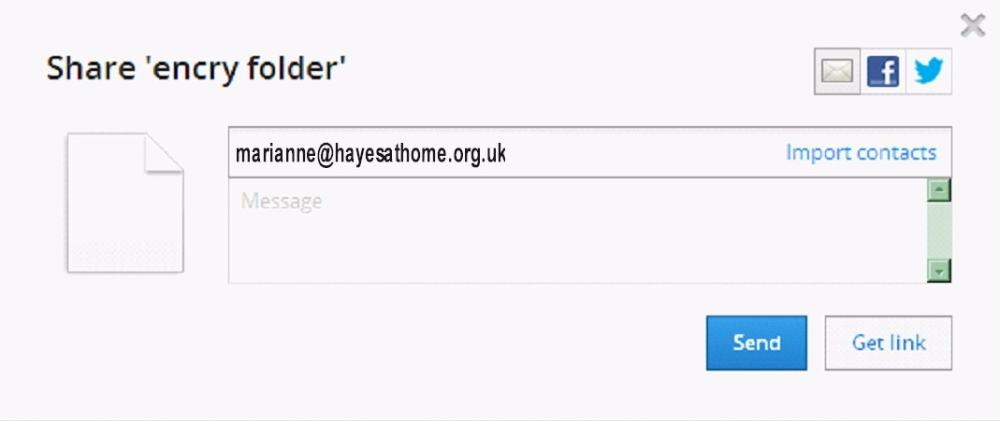 Share 'encry folder'
marianne@hayesathome.org.uk Import contacts
Message
Send Get link